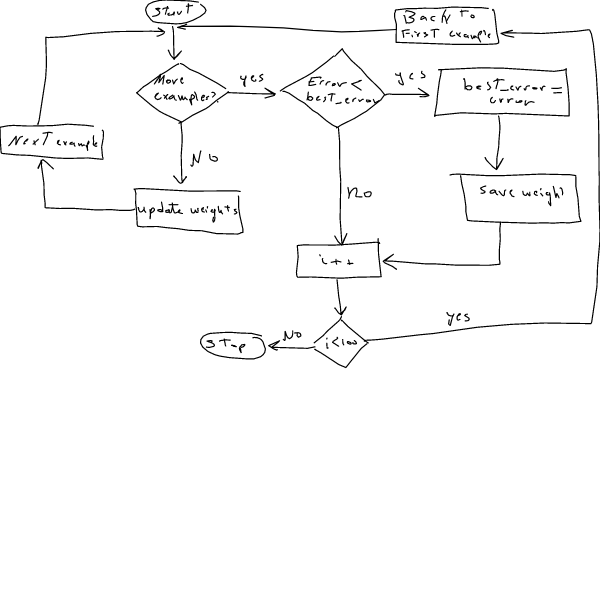 Start
Back To
First example
More
examples?
yes
Error <
best_error
yes
best_error =
error
Next example
No
update weights
No
save weight
i++
i<100
yes
No
Stop